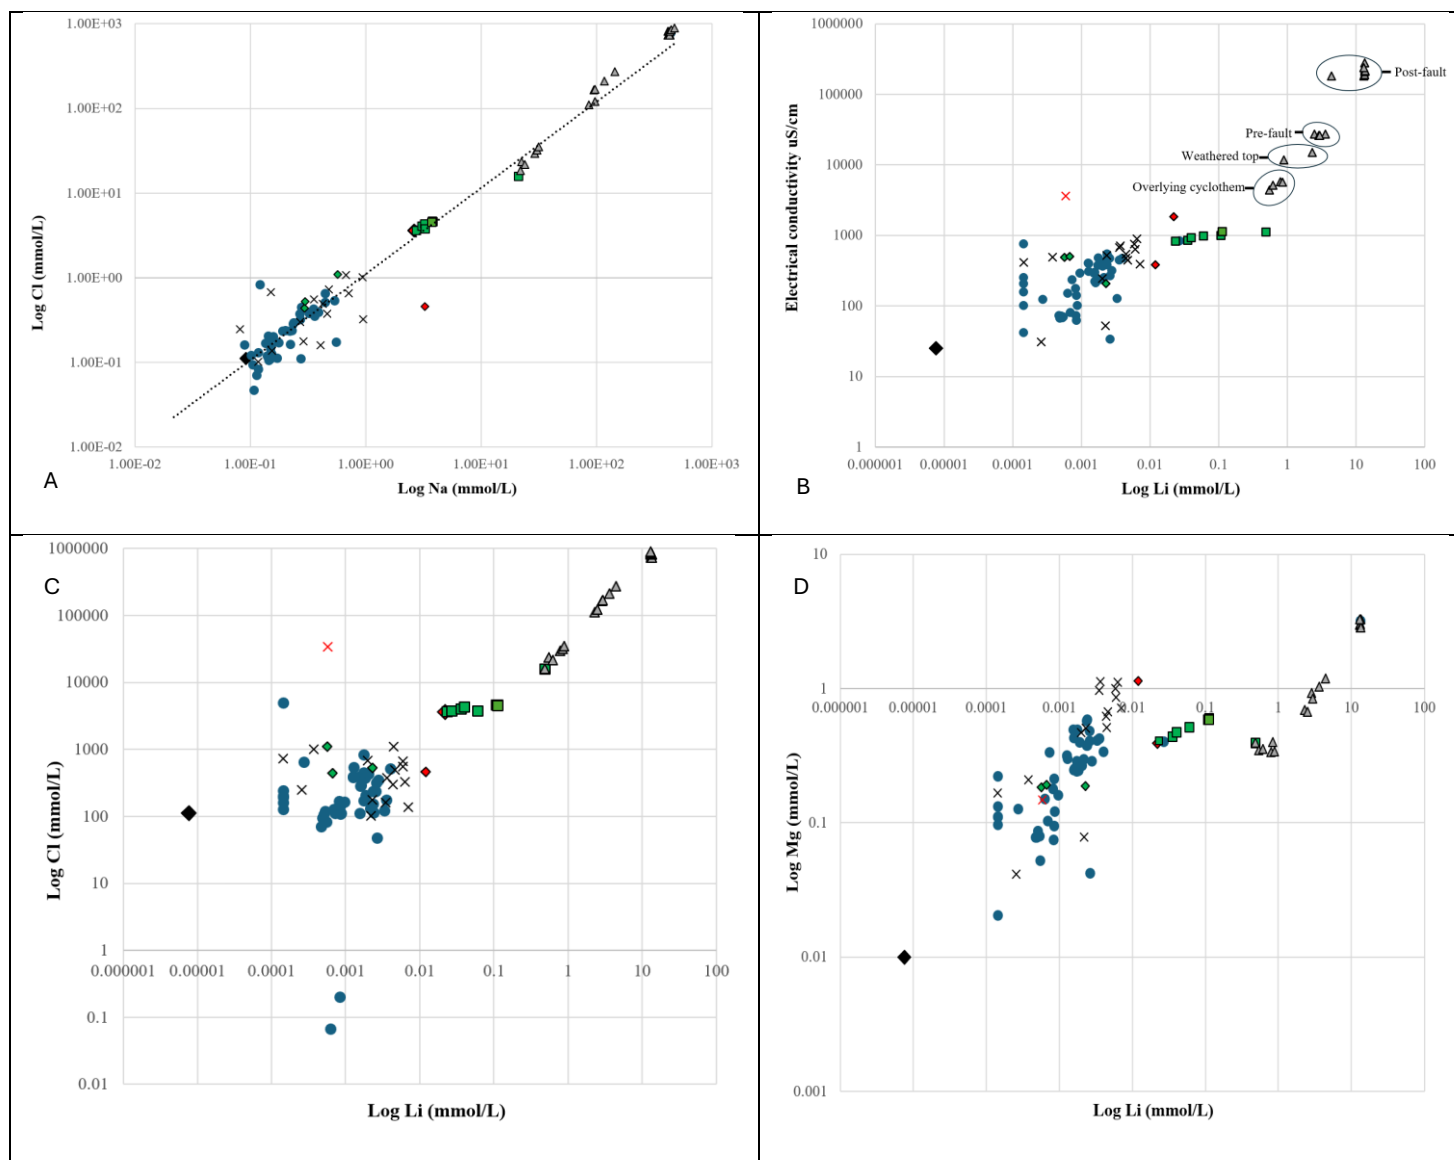 1.00E+03
1.00E+02
1.00E+01
1.00E+00
1.00E-01
1.00E-02
Log Cl (mmol/L)
1.00E-02 1.00E-01 1.00E+00 1.00E+01 1.00E+02 1.00E+03
Log Na (mmol/L)
A
1000000
100000
10000
1000
100
10
1
Electrical conductivity uS/cm
Post-fault
Pre-fault
Weathered top
Overlying cyclothem
0.000001 0.00001 0.0001 0.001 0.01 0.1 1 10 100
Log Li (mmol/L)
B
C
1000000
100000
10000
1000
100
10
1
0.1
0.01
Log Cl (mmol/L)
0.000001 0.00001 0.0001 0.001 0.01 0.1 1 10 100
Log Li (mmol/L)
D
10
1
0.1
0.01
0.001
Log Mg (mmol/L)
0.000001 0.00001 0.0001 0.001 0.01 0.1 1 10 100
Log Li (mmol/L)